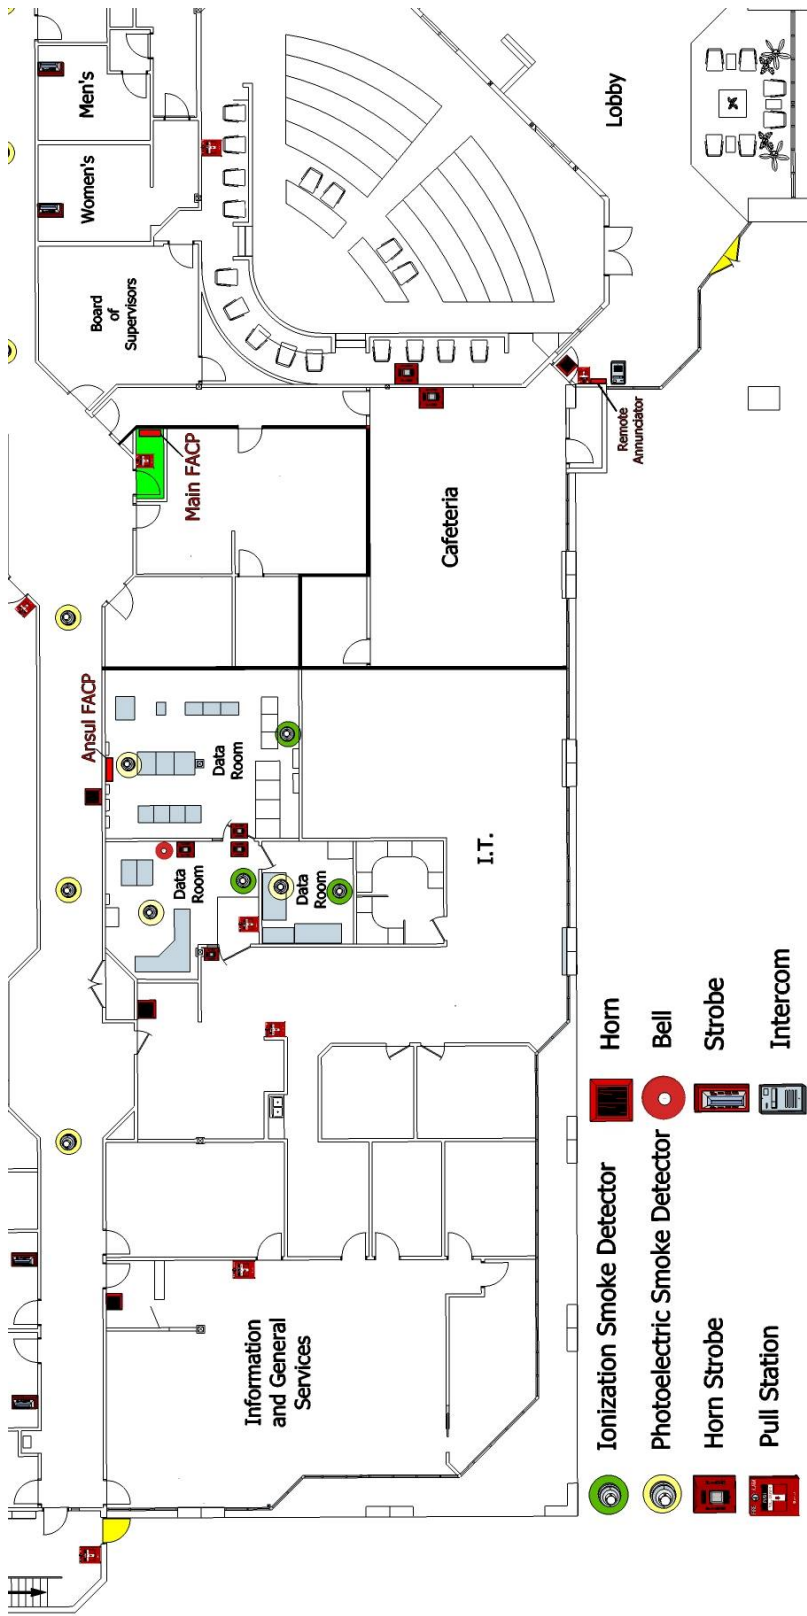 Men's
Women's
Board
of
Supervisors
Lobby
Main FACP
Remote
Annunciator
Cafeteria
Ansul FACP
Data
Room
Data
Room
Data
Room
I.T.
Information
and General
Services
Ionization Smoke Detector
Horn
Photoelectric Smoke Detector
Bell
Horn Strobe
Strobe
Pull Station
Intercom